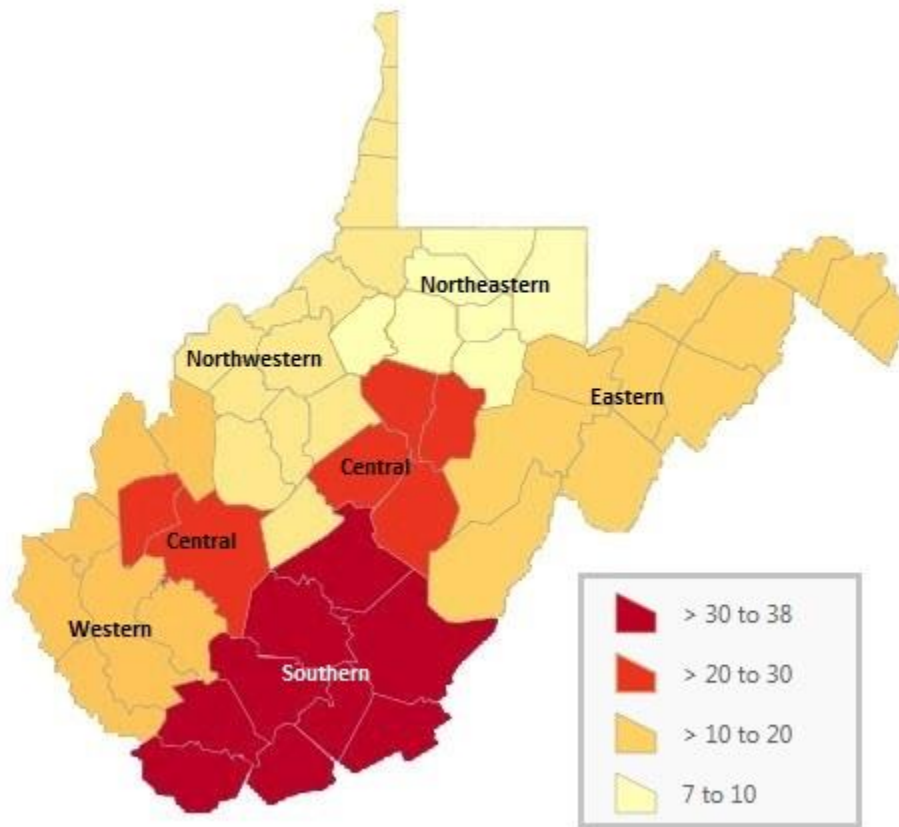 Northeastern
Northwestern
Eastern
Central
Central
Western
Southern
> 30 to 38
> 20 to 30
> 10 to 20
7 to 10